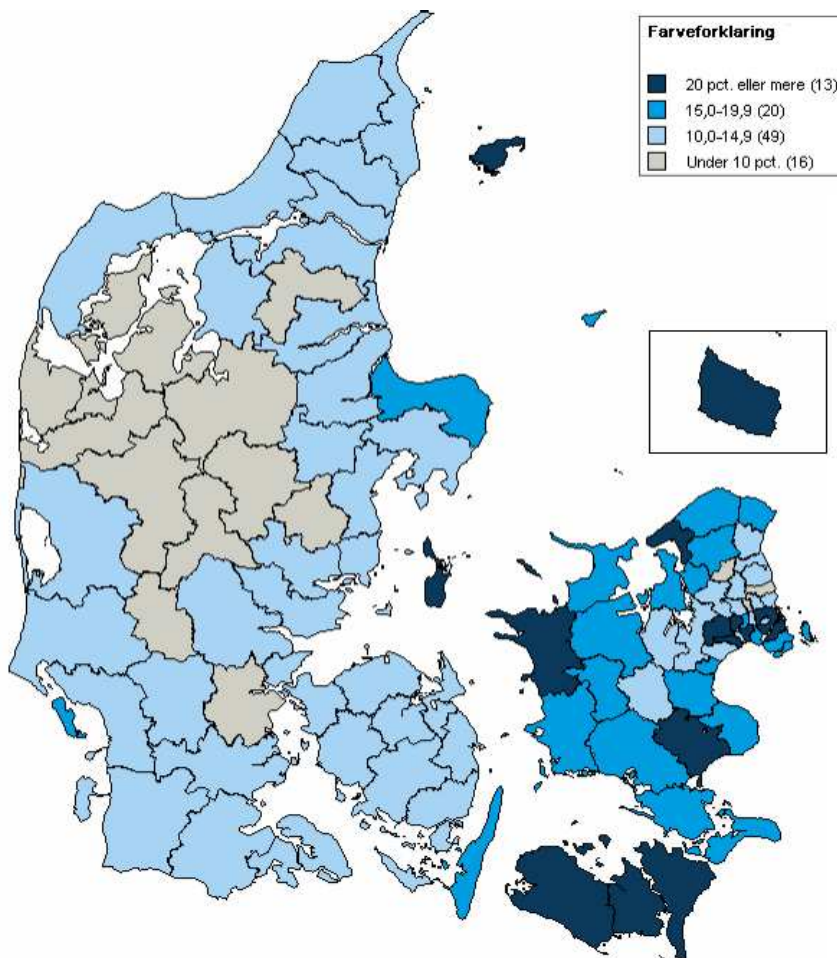 Farveforklaring
20 pct. eller mere (13)
15,0-19,9 (20)
10,0-14,9 (49)
Under 10 pct. (16)